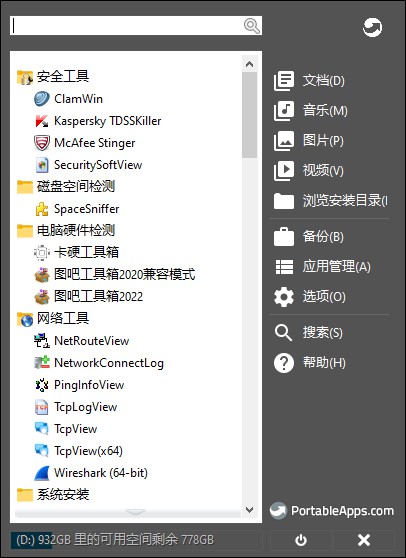 安全工具
ClamWin
Kaspersky TDSSKiller
McAfee Stinger
SecuritySoftView
磁盘空间检测
SpaceSniffer
电脑硬件检测
卡硬工具箱
图吧工具箱2020兼容模式
图吧工具箱2022
网络工具
NetRouteView
NetworkConnectLog
PingInfoView
TcpLogView
TcpView
TcpView(x64)
Wireshark (64-bit)
系统安装
文档(D)
音乐(M)
图片(P)
视频(V)
浏览安装目录(I
备份(B)
应用管理(A)
选项(O)
搜索(S)
帮助(H)
PortableApps.com
(D:) 932GB 里的可用空间剩余 778GB